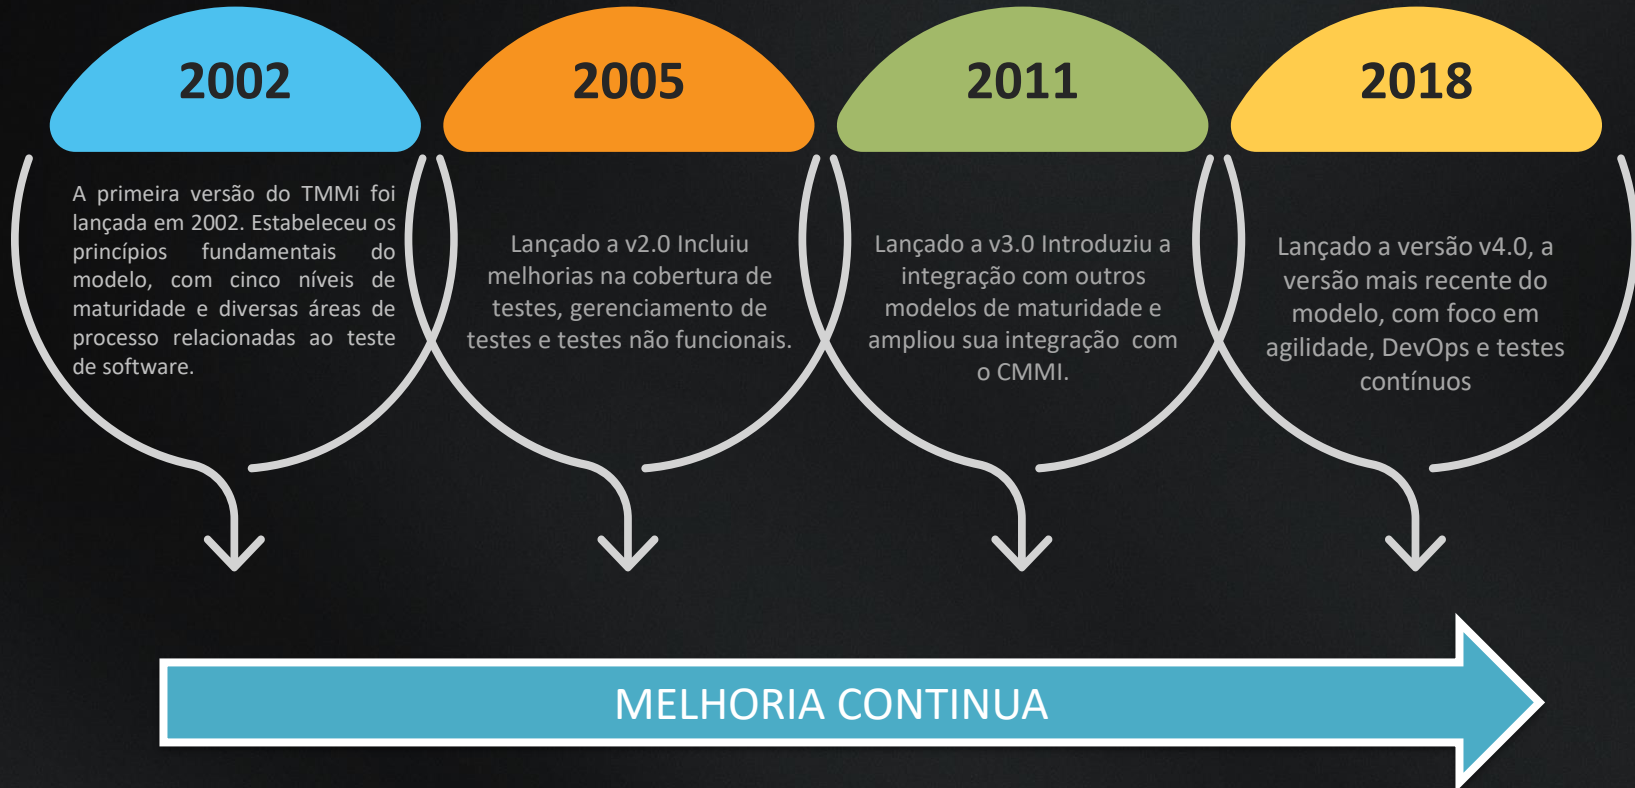 2002
A primeira versão do TMMi foi
lançada em 2002. Estabeleceu os
princípios fundamentais do
modelo, com cinco níveis de
maturidade e diversas áreas de
processo relacionadas ao teste
de software.
2005
Lançado a v2.0 Incluiu
melhorias na cobertura de
testes, gerenciamento de
testes e testes não funcionais.
2011
Lançado a v3.0 Introduziu a
integração com outros
modelos de maturidade e
ampliou sua integração com
o CMMI.
2018
Lançado a versão v4.0, a
versão mais recente do
modelo, com foco em
agilidade, DevOps e testes
contínuos
MELHORIA CONTINUA